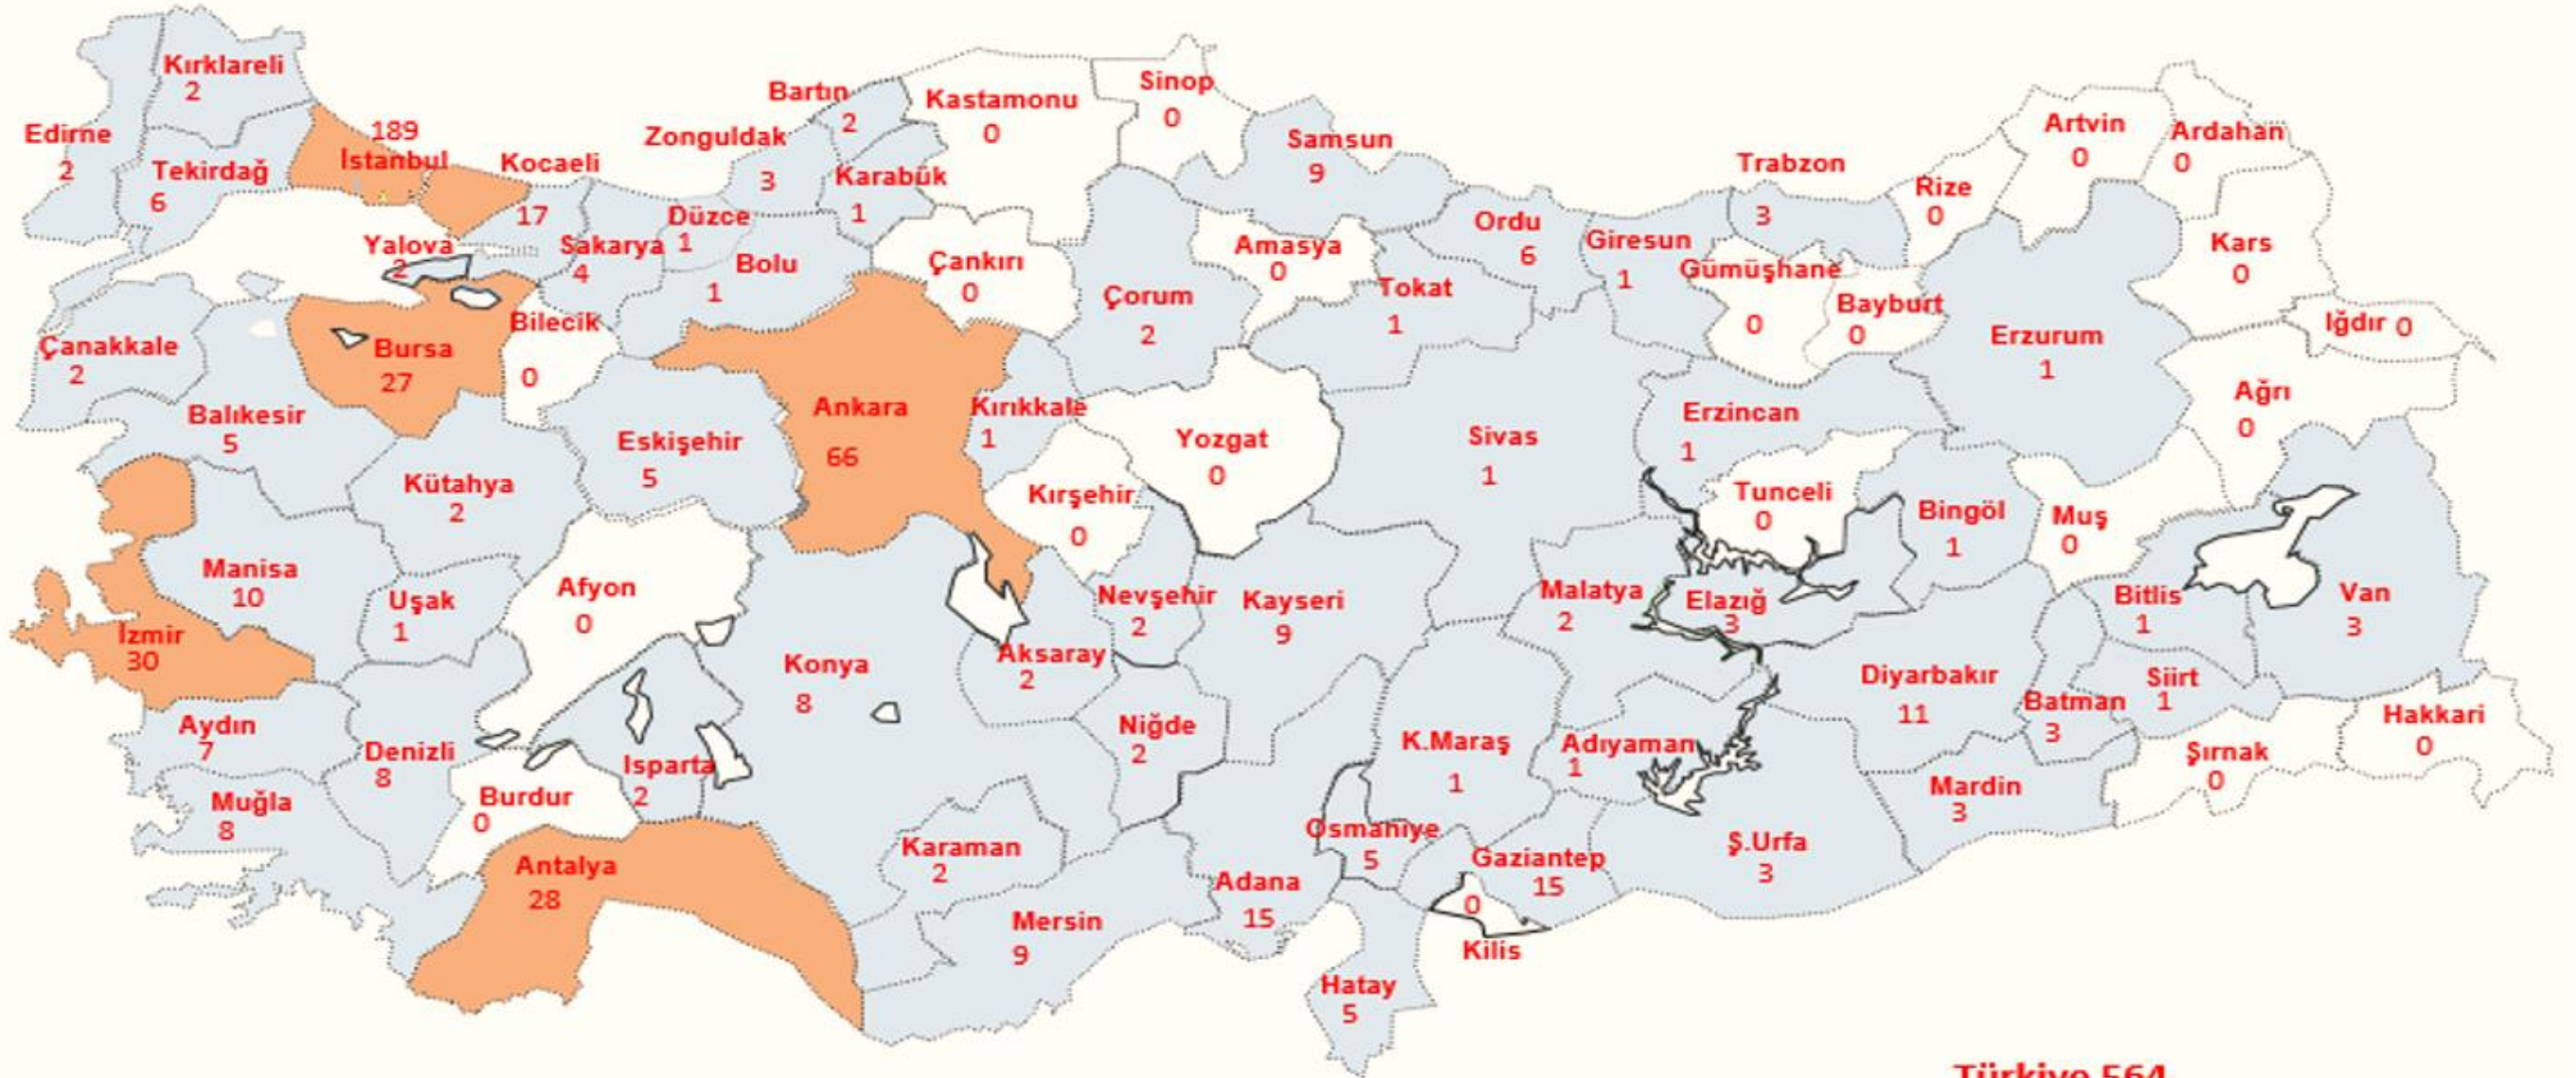 Kırklareli
2
Edirne
2
Tekirdağ
6
189
İstanbul
Kocaeli
17
Yalova
2
Sakarya
4
Düzce
1
Bolu
1
Zonguldak
3
Bartın
2
Karabük
1
Kastamonu
0
Sinop
0
Çankırı
0
Samsun
9
Amasya
0
Çorum
2
Tokat
1
Ordu
6
Giresun
1
Trabzon
3
Gümüşhane
0
Bayburt
0
Rize
0
Artvin
0
Ardahan
0
Kars
0
Iğdır 0
Ağrı
0
Erzurum
1
Erzincan
1
Çanakkale
2
Balıkesir
5
Bursa
27
Bilecik
0
Eskişehir
5
Kütahya
2
Ankara
66
Kırıkkale
1
Kırşehir
0
Yozgat
0
Sivas
1
Tunceli
0
Bingöl
1
Muş
0
Manisa
10
Uşak
1
İzmir
30
Afyon
0
Konya
8
Aksaray
2
Nevşehir
2
Kayseri
9
Niğde
2
Malatya
2
Elazığ
3
Diyarbakır
11
Batman
3
Bitlis
1
Siirt
1
Van
3
Hakkari
0
Şırnak
0
Mardin
3
Aydın
7
Denizli
8
Muğla
8
Burdur
0
Isparta
2
Antalya
28
Karaman
2
Mersin
9
Adana
15
Osmaniye
5
K.Maraş
1
Adıyaman
1
Gaziantep
15
Ş.Urfa
3
0
Kilis
Hatay
5
Türkiye 564